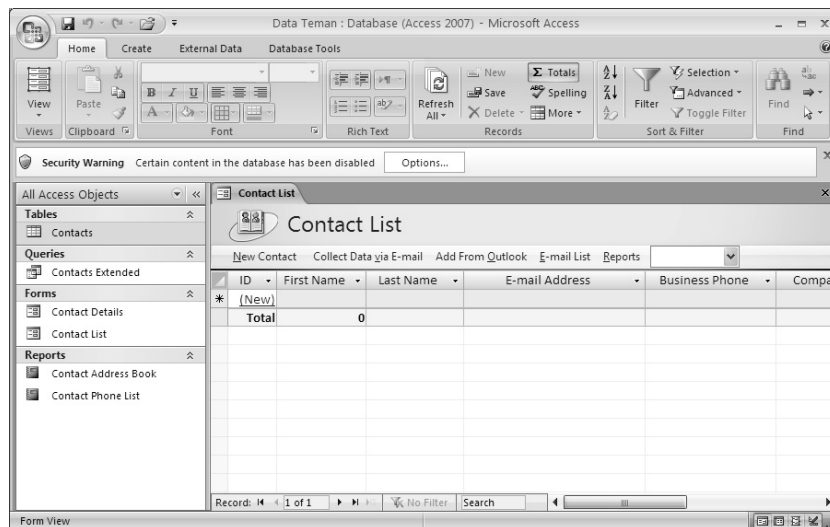 Data Teman : Database (Access 2007) - Microsoft Access
Home Create External Data Database Tools
View Paste B I U A Refresh All New Save Delete Σ Totals Spelling More Filter Selection Advanced Toggle Filter Find
Views Clipboard Font Rich Text Records Sort & Filter Find
Security Warning Certain content in the database has been disabled Options...
All Access Objects
Tables
Contacts
Queries
Contacts Extended
Forms
Contact Details
Contact List
Reports
Contact Address Book
Contact Phone List
Contact List
Contact List
New Contact Collect Data via E-mail Add From Outlook E-mail List Reports
ID First Name Last Name E-mail Address Business Phone Compa
(New)
Total 0
Record: 1 of 1 No Filter Search
Form View